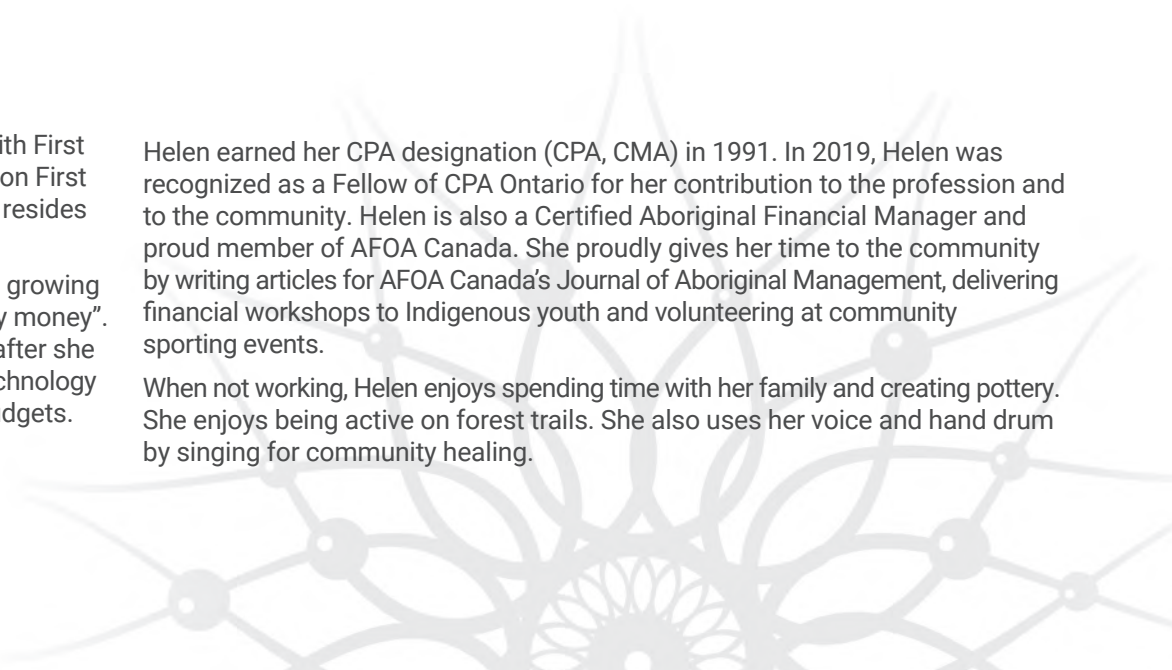 ith First
on First
resides
growing
y money”.
after she
chnology
dgets.
Helen earned her CPA designation (CPA, CMA) in 1991. In 2019, Helen was
recognized as a Fellow of CPA Ontario for her contribution to the profession and
to the community. Helen is also a Certified Aboriginal Financial Manager and
proud member of AFOA Canada. She proudly gives her time to the community
by writing articles for AFOA Canada’s Journal of Aboriginal Management, delivering
financial workshops to Indigenous youth and volunteering at community
sporting events.
When not working, Helen enjoys spending time with her family and creating pottery.
She enjoys being active on forest trails. She also uses her voice and hand drum
by singing for community healing.